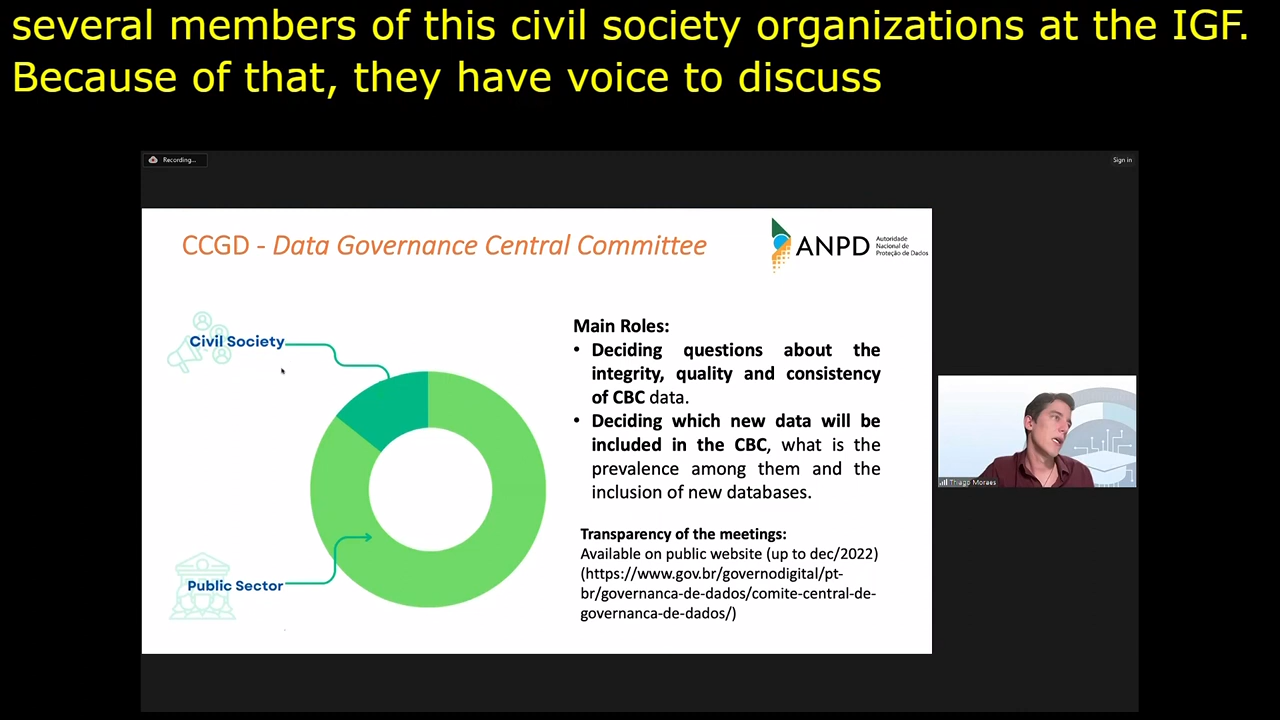 several members of this civil society organizations at the IGF.
Because of that, they have voice to discuss
Recording...
Sign in
CCGD - Data Governance Central Committee
ANPD
Autoridade
Nacional de
Proteção de Dados
Civil Society
Public Sector
Main Roles:
• Deciding questions about the
integrity, quality and consistency
of CBC data.
• Deciding which new data will be
included in the CBC, what is the
prevalence among them and the
inclusion of new databases.
Transparency of the meetings:
Available on public website (up to dec/2022)
(https://www.gov.br/governodigital/pt-
br/governanca-de-dados/comite-central-de-
governanca-de-dados/)
Thiago Moraes